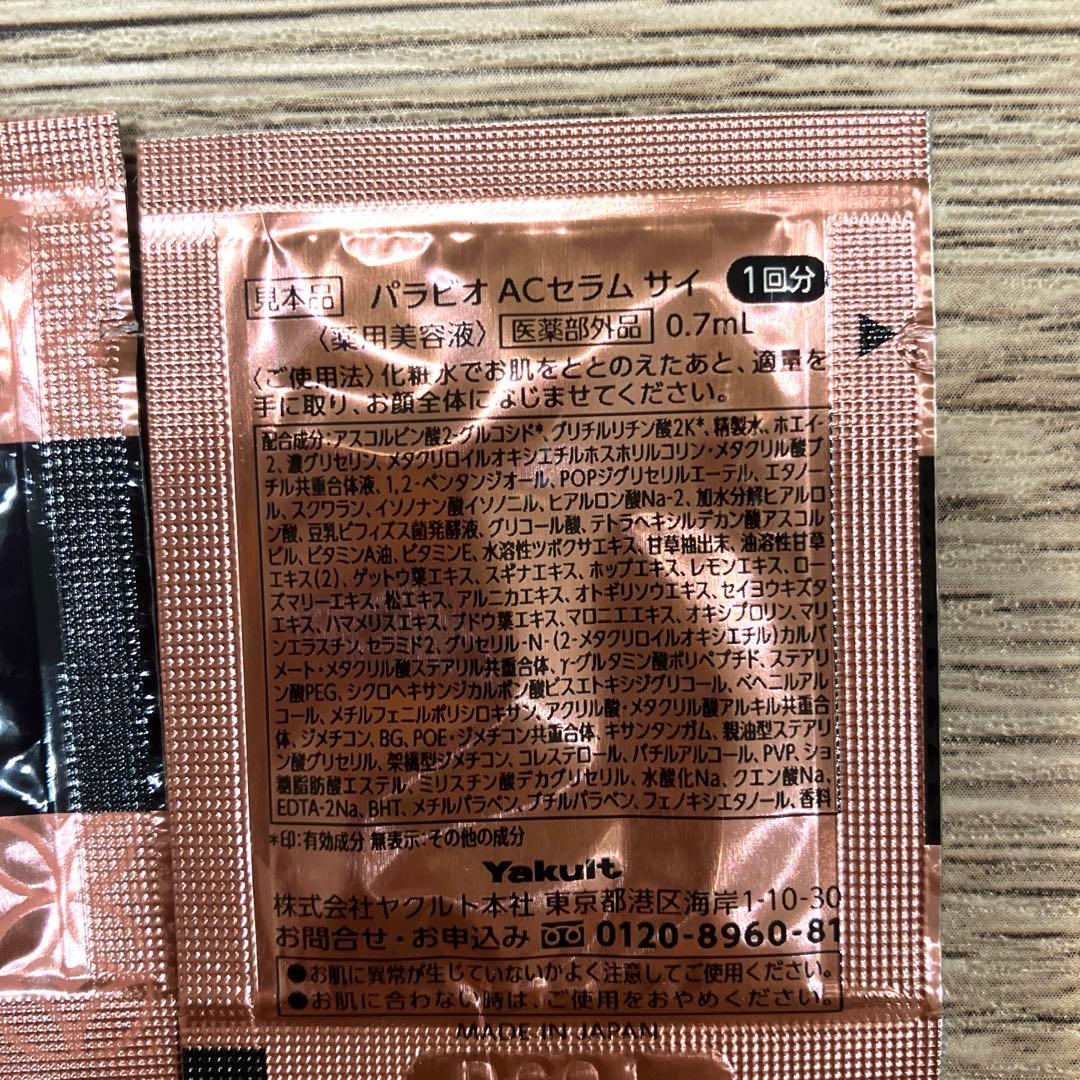 見本品 パラビオ ACセラム サイ 1回分
〈薬用美容液〉 医薬部外品 0.7mL
〈ご使用法〉化粧水でお肌をととのえたあと、適量を
手に取り、お顔全体になじませてください。
配合成分:アスコルビン酸2-グルコシド*、グリチルリチン酸2K*、精製水、ホエイ-
2、濃グリセリン、メタクリロイルオキシエチルホスホリルコリン・メタクリル酸ブ
チル共重合体液、1,2-ペンタンジオール、POPジグリセリルエーテル、エタノー
ル、スクワラン、イソノナン酸イソノニル、ヒアルロン酸Na-2、加水分解ヒアルロ
ン酸、豆乳ビフィズス菌発酵液、グリコール酸、テトラヘキシルデカン酸アスコル
ビル、ビタミンA油、ビタミンE、水溶性ツボクサエキス、甘草抽出末、油溶性甘草
エキス(2)、ゲットウ葉エキス、スギナエキス、ホップエキス、レモンエキス、ロー
ズマリーエキス、松エキス、アルニカエキス、オトギリソウエキス、セイヨウキズタ
エキス、ハマメリスエキス、ブドウ葉エキス、マロニエエキス、オキシプロリン、マリ
ンエラスチン、セラミド2、グリセリル-N-(2-メタクリロイルオキシエチル)カルバ
メート・メタクリル酸ステアリル共重合体、γ-グルタミン酸ポリペプチド、ステアリ
ン酸PEG、シクロヘキサンジカルボン酸ビスエトキシジグリコール、ベヘニルアル
コール、メチルフェニルポリシロキサン、アクリル酸・メタクリル酸アルキル共重合
体、ジメチコン、BG、POE・ジメチコン共重合体、キサンタンガム、親油型ステアリ
ン酸グリセリル、架橋型ジメチコン、コレステロール、パチルアルコール、PVP、ショ
糖脂肪酸エステル、ミリスチン酸デカグリセリル、水酸化Na、クエン酸Na、
EDTA-2Na、BHT、メチルパラベン、ブチルパラベン、フェノキシエタノール、香料
*印:有効成分 無表示:その他の成分
Yakult
株式会社ヤクルト本社 東京都港区海岸1-10-30
お問合せ・お申込み 0120-8960-81
●お肌に異常が生じていないかよく注意してご使用ください。
●お肌に合わない時は、ご使用をおやめください。
MADE IN JAPAN